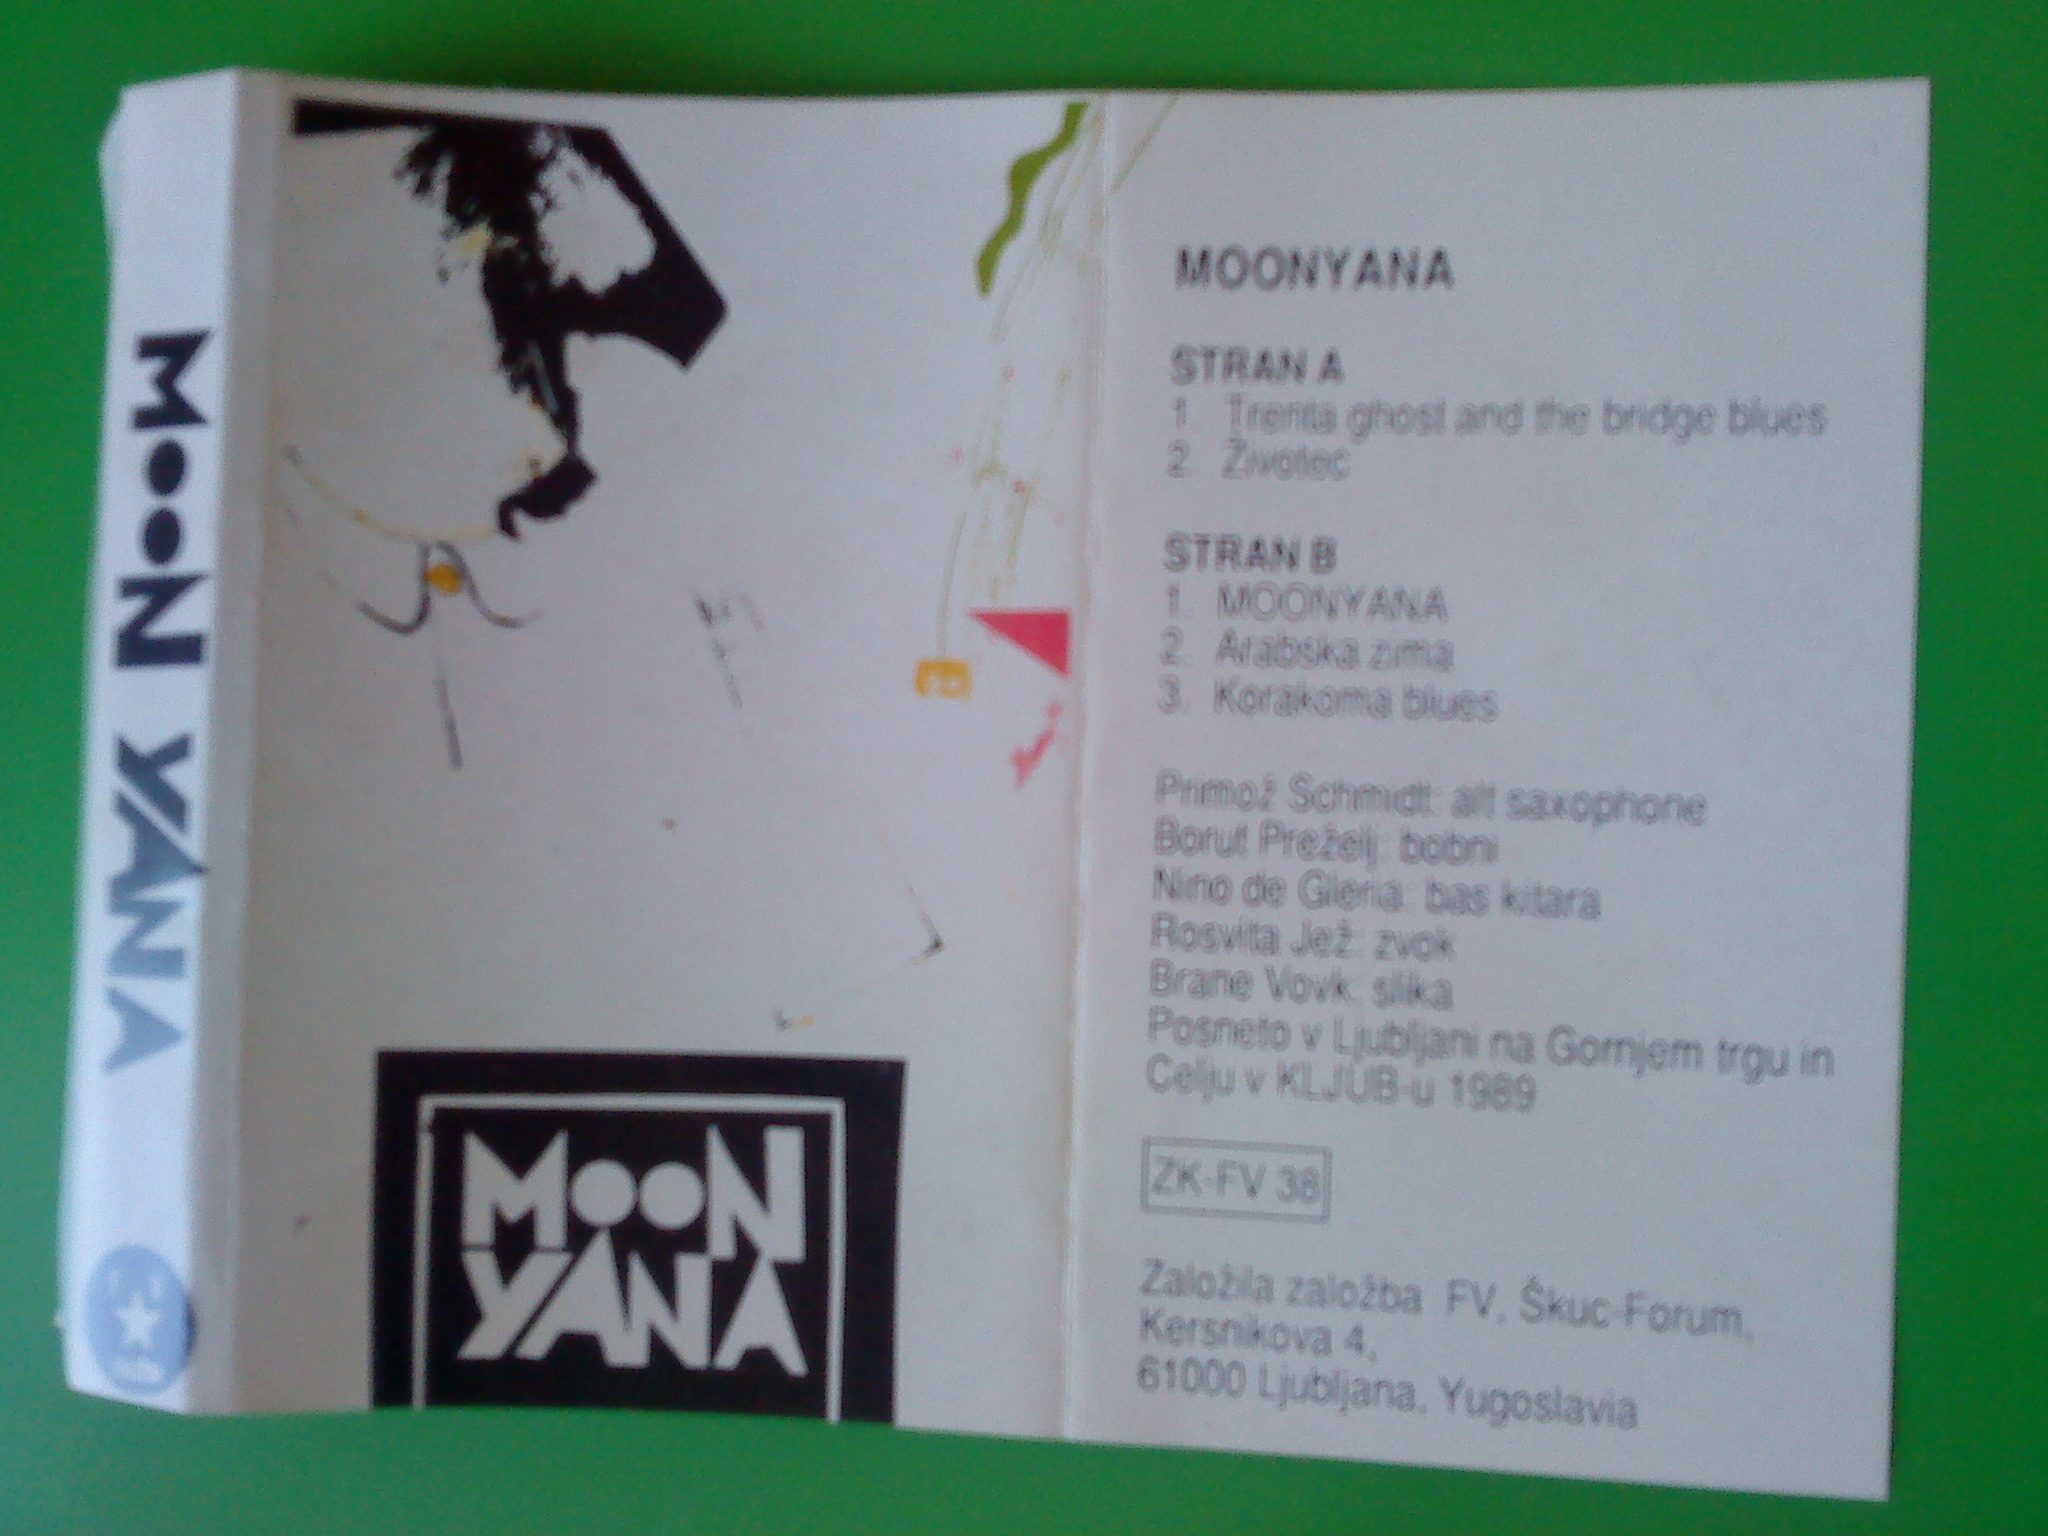 MOON YANA
MOON
YANA
MOONYANA
STRAN A
1. Trenta ghost and the bridge blues
2. Životec
STRAN B
1. MOONYANA
2. Arabska zima
3. Korakoma blues
Primož Schmidt: alt saxophone
Borut Preželj: bobni
Nino de Gleria: bas kitara
Rosvita Jež: zvok
Brane Vovk: slika
Posneto v Ljubljani na Gornjem trgu in
Celju v KLJUB-u 1989
ZK-FV 38
Založila založba FV, Škuc-Forum,
Kersnikova 4,
61000 Ljubljana, Yugoslavia